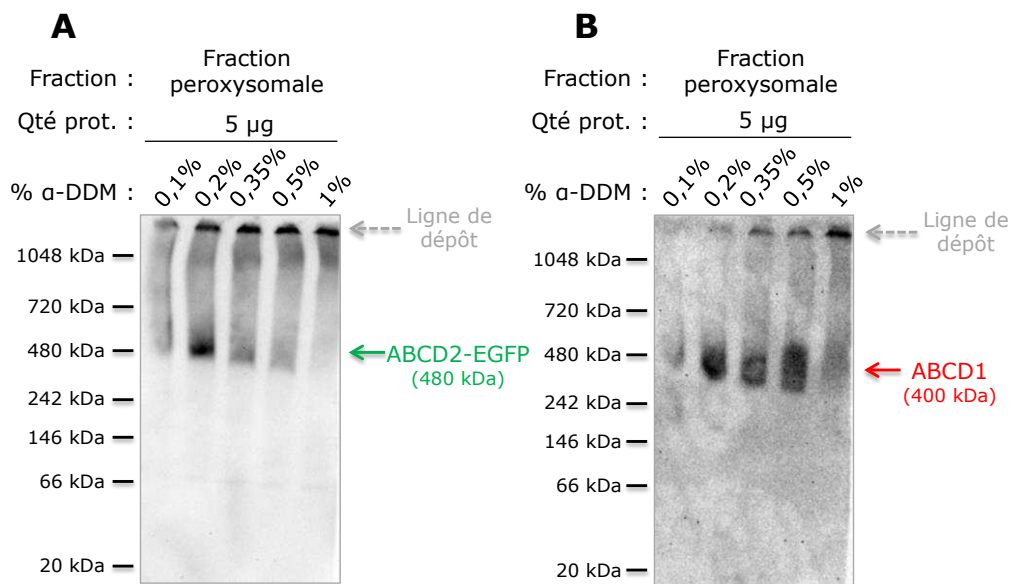 A
Fraction :
Fraction
peroxysomale
Qté prot. :
5 µg
% α-DDM :
0,1%
0,2%
0,35%
0,5%
1%
Ligne de
dépôt
1048 kDa
720 kDa
480 kDa
242 kDa
146 kDa
66 kDa
20 kDa
ABCD2-EGFP
(480 kDa)
B
Fraction :
Fraction
peroxysomale
Qté prot. :
5 µg
% α-DDM :
0,1%
0,2%
0,35%
0,5%
1%
Ligne de
dépôt
1048 kDa
720 kDa
480 kDa
242 kDa
146 kDa
66 kDa
20 kDa
ABCD1
(400 kDa)